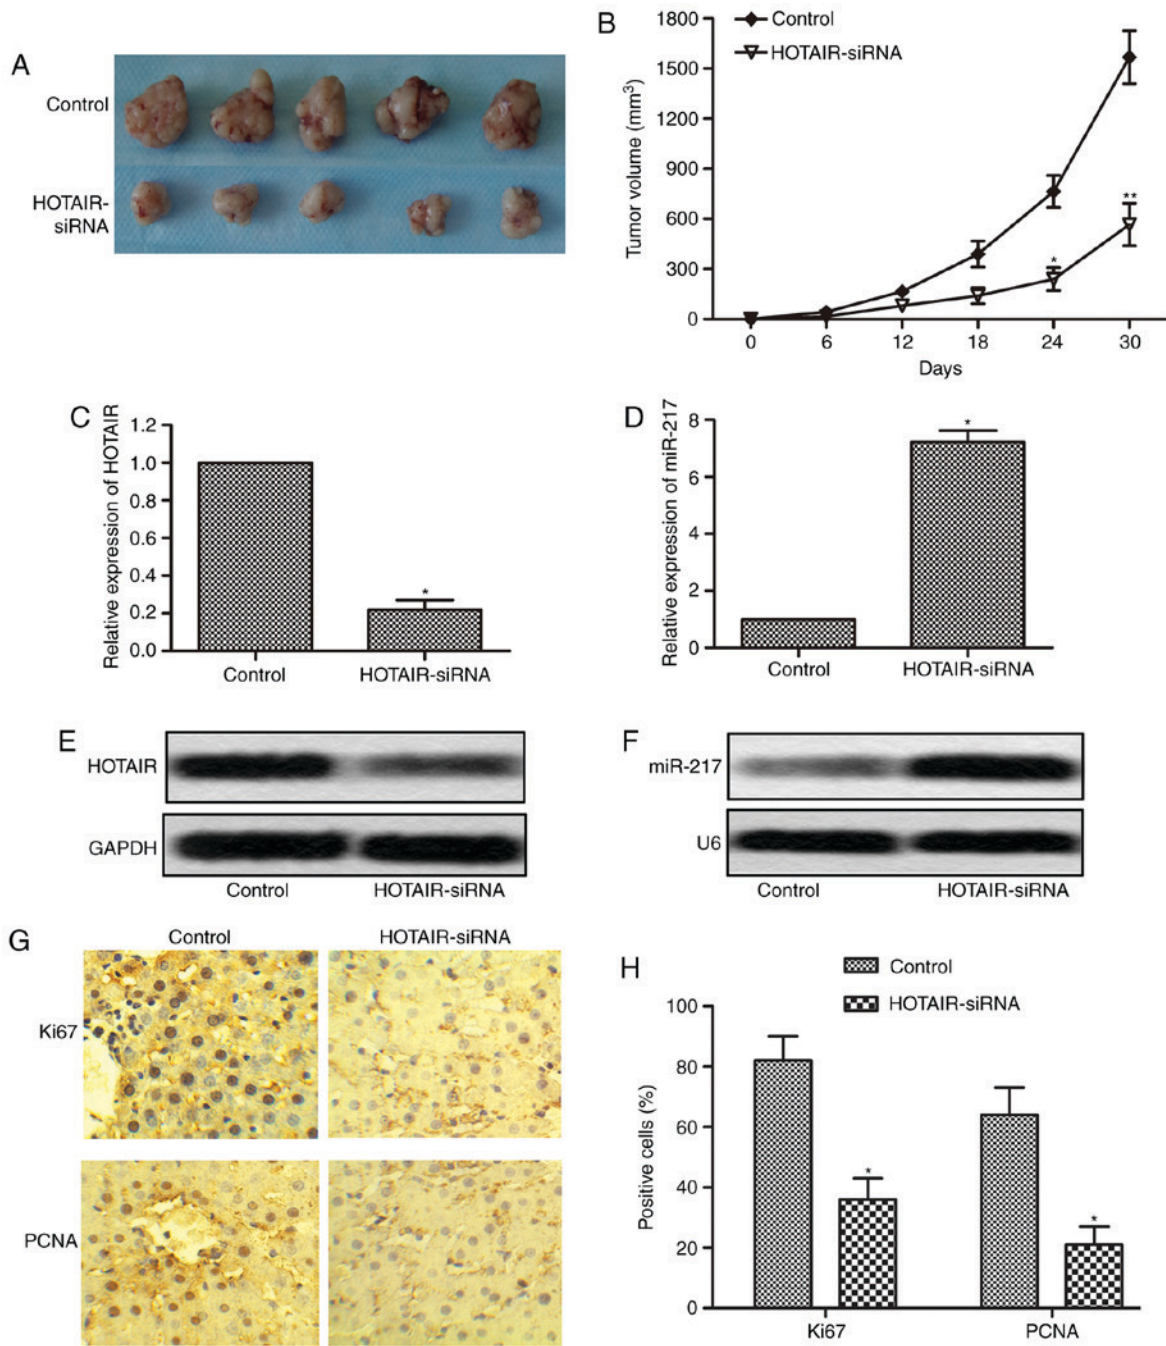 A
Control
HOTAIR-
siRNA
B
Control
HOTAIR-siRNA
Tumor volume (mm³)
1800
1500
1200
900
600
300
0
**
*
0 6 12 18 24 30
Days
C
Relative expression of HOTAIR
1.2
1.0
0.8
0.6
0.4
0.2
0.0
*
Control HOTAIR-siRNA
D
Relative expression of miR-217
8
6
4
2
0
*
Control HOTAIR-siRNA
E
HOTAIR
GAPDH
Control HOTAIR-siRNA
F
miR-217
U6
Control HOTAIR-siRNA
G
Control HOTAIR-siRNA
Ki67
PCNA
H
Control
HOTAIR-siRNA
Positive cells (%)
100
80
60
40
20
0
*
*
Ki67 PCNA